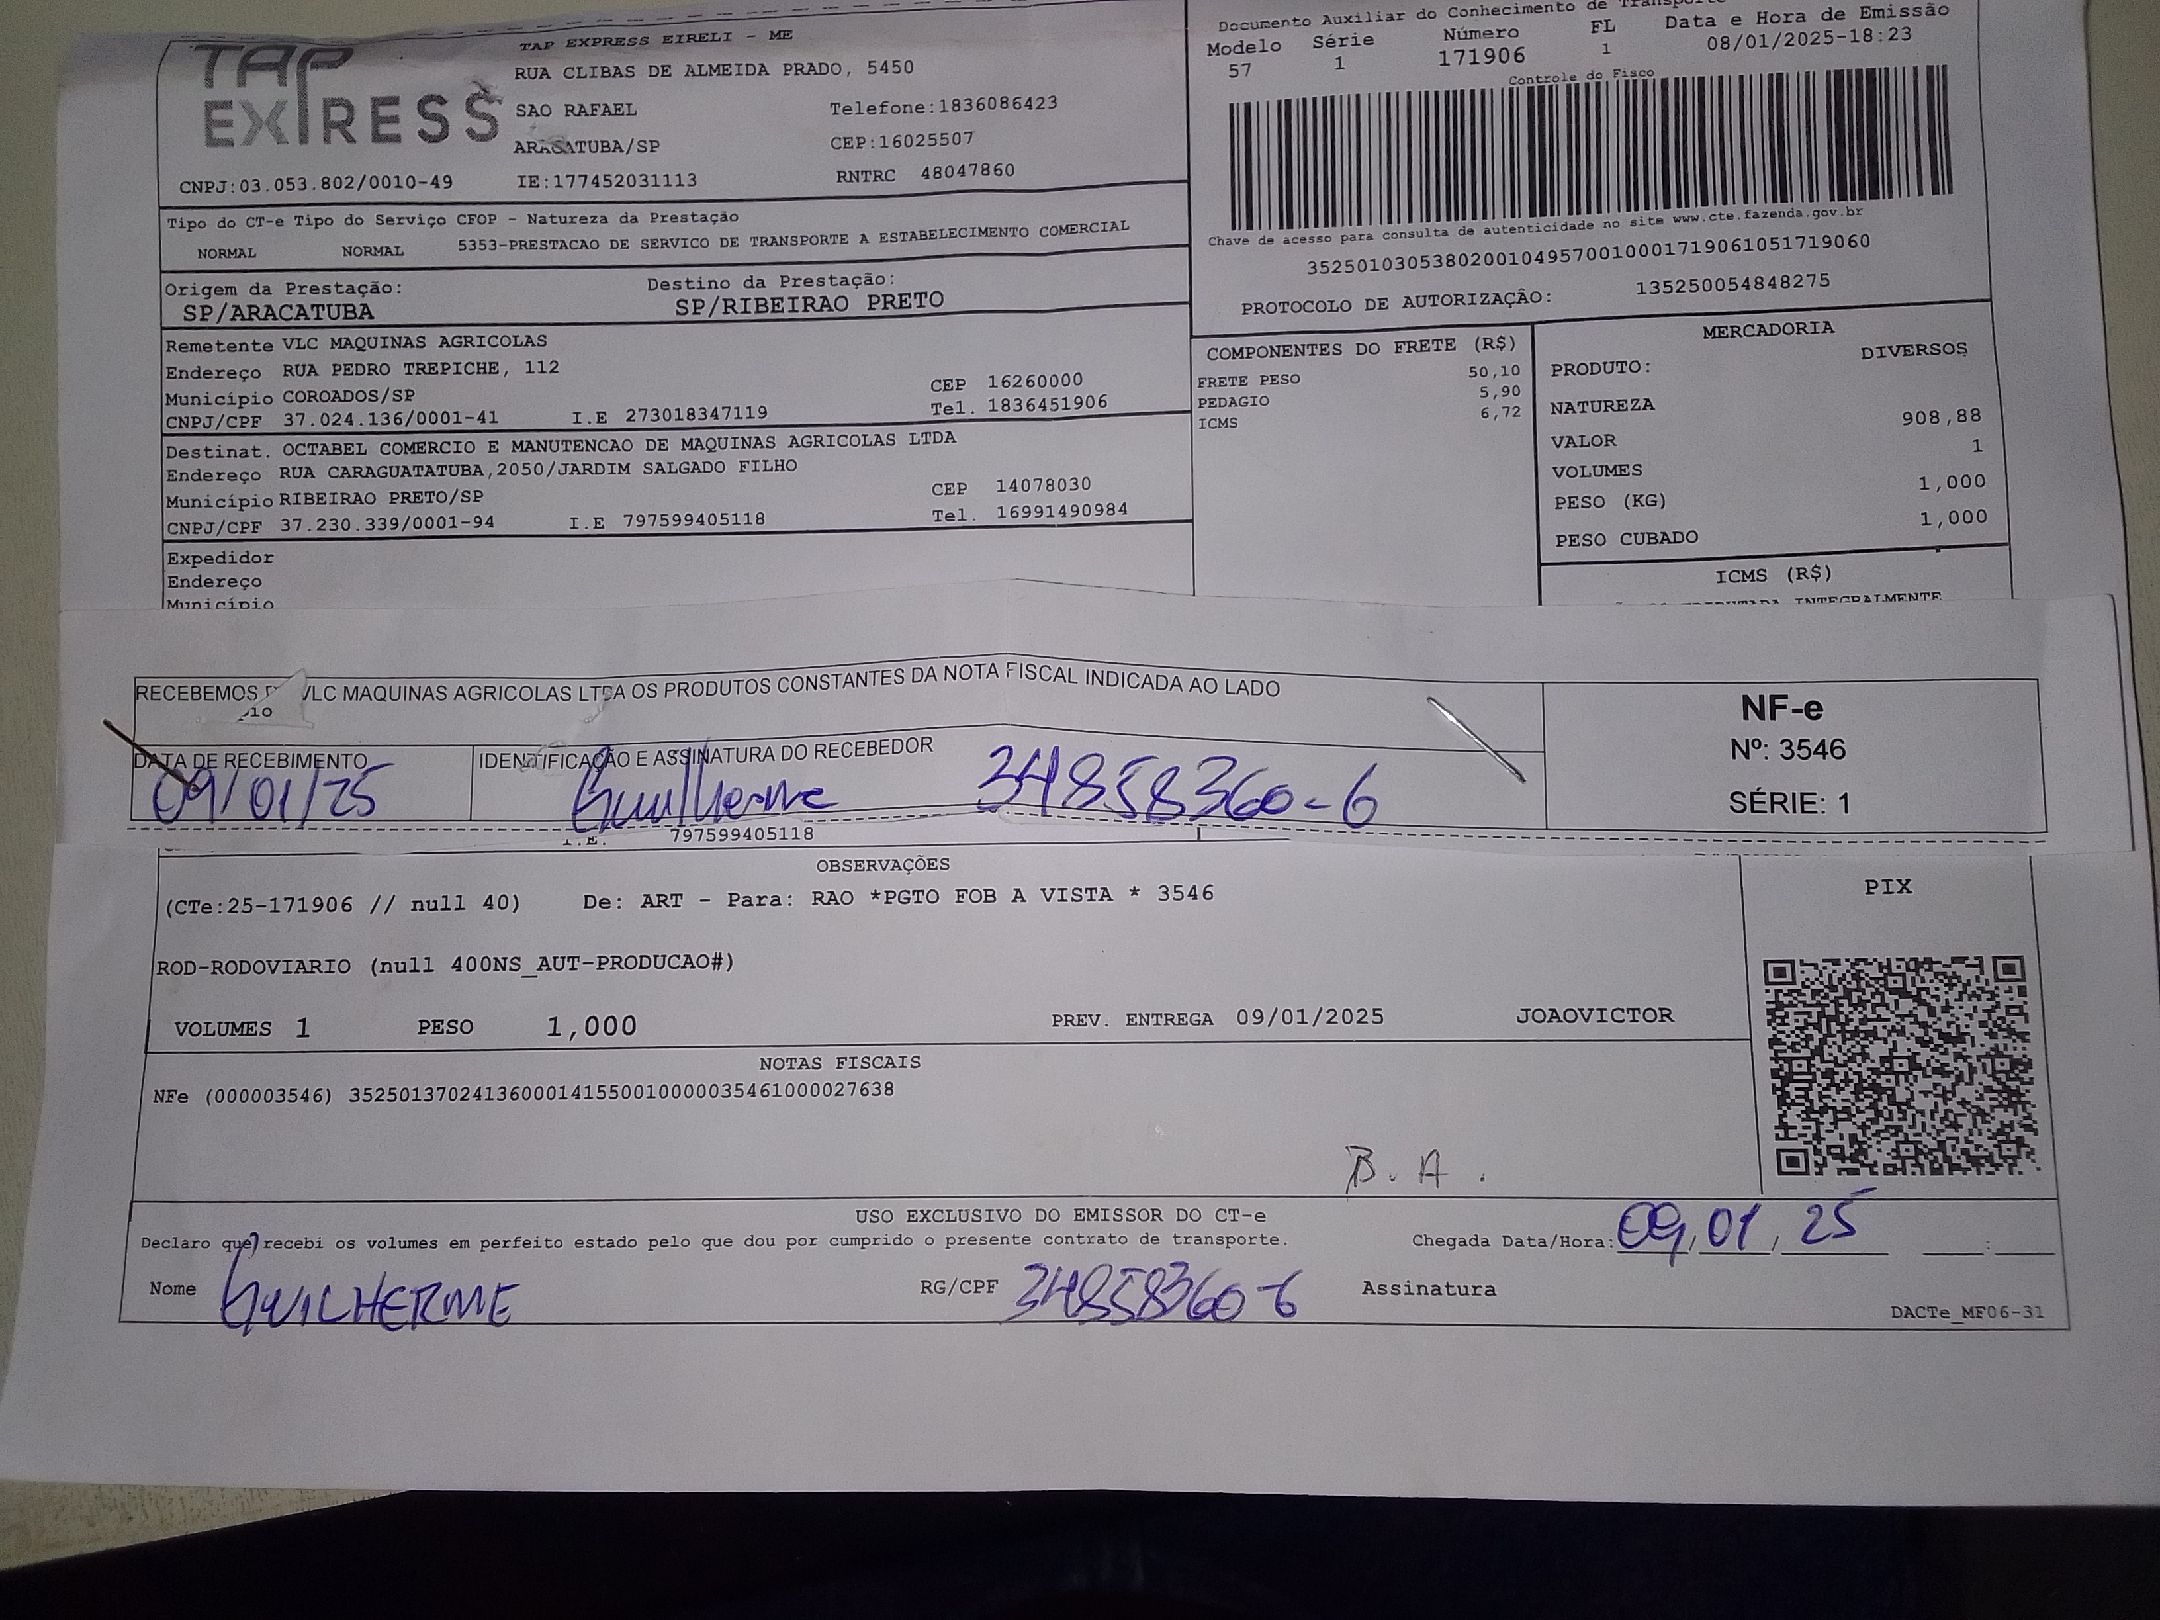 TAP EXPRESS
TAP EXPRESS EIRELI - ME
RUA CLIBAS DE ALMEIDA PRADO, 5450
SAO RAFAEL Telefone:1836086423
ARACATUBA/SP CEP:16025507
CNPJ:03.053.802/0010-49 IE:177452031113 RNTRC 48047860
Documento Auxiliar do Conhecimento de Transporte
Modelo Série Número FL Data e Hora de Emissão
57 1 171906 1 08/01/2025-18:23
Controle do Fisco
Chave de acesso para consulta de autenticidade no site www.cte.fazenda.gov.br
35250103053802001049570010001719061051719060
PROTOCOLO DE AUTORIZAÇÃO: 135250054848275
Tipo do CT-e Tipo do Serviço CFOP - Natureza da Prestação
NORMAL NORMAL 5353-PRESTACAO DE SERVICO DE TRANSPORTE A ESTABELECIMENTO COMERCIAL
Origem da Prestação: Destino da Prestação:
SP/ARACATUBA SP/RIBEIRAO PRETO
Remetente VLC MAQUINAS AGRICOLAS
Endereço RUA PEDRO TREPICHE, 112
Município COROADOS/SP CEP 16260000
CNPJ/CPF 37.024.136/0001-41 I.E 273018347119 Tel. 1836451906
Destinat. OCTABEL COMERCIO E MANUTENCAO DE MAQUINAS AGRICOLAS LTDA
Endereço RUA CARAGUATATUBA,2050/JARDIM SALGADO FILHO
Município RIBEIRAO PRETO/SP CEP 14078030
CNPJ/CPF 37.230.339/0001-94 I.E 797599405118 Tel. 16991490984
Expedidor
Endereço
Município
COMPONENTES DO FRETE (R$)
FRETE PESO 50,10
PEDAGIO 5,90
ICMS 6,72
MERCADORIA
PRODUTO: DIVERSOS
NATUREZA
VALOR 908,88
VOLUMES 1
PESO (KG) 1,000
PESO CUBADO 1,000
ICMS (R$)
INTEGRALMENTE
RECEBEMOS VLC MAQUINAS AGRICOLAS LTDA OS PRODUTOS CONSTANTES DA NOTA FISCAL INDICADA AO LADO
DATA DE RECEBIMENTO IDENTIFICAÇÃO E ASSINATURA DO RECEBEDOR
09/01/25 Guilherme 34858360-6
NF-e
Nº: 3546
SÉRIE: 1
I.E. 797599405118
OBSERVAÇÕES
(CTe:25-171906 // null 40) De: ART - Para: RAO *PGTO FOB A VISTA * 3546
ROD-RODOVIARIO (null 400NS_AUT-PRODUCAO#)
VOLUMES 1 PESO 1,000 PREV. ENTREGA 09/01/2025 JOAOVICTOR
PIX
NOTAS FISCAIS
NFe (000003546) 35250137024136000141550010000035461000027638
B. A.
USO EXCLUSIVO DO EMISSOR DO CT-e
Declaro que recebi os volumes em perfeito estado pelo que dou por cumprido o presente contrato de transporte. Chegada Data/Hora: 09/01/25
Nome GUILHERME RG/CPF 34858360-6 Assinatura
DACTe_MF06-31